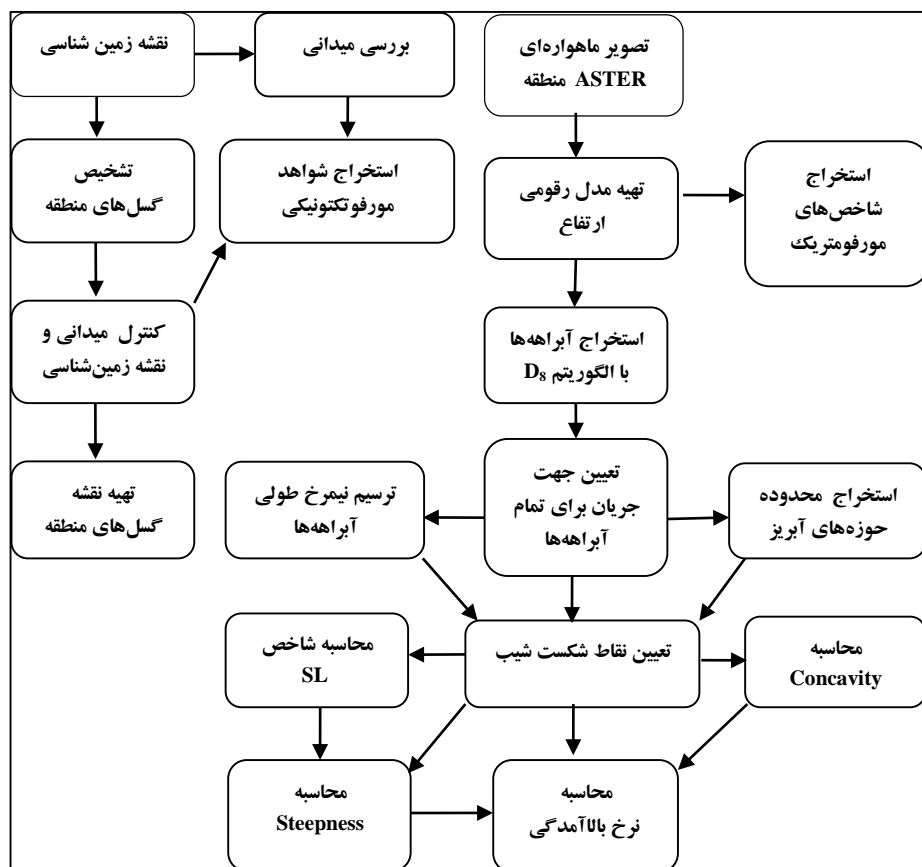 نقشه زمین شناسی
بررسی میدانی
تصویر ماهواره‌ای
ASTER منطقه
تشخیص
گسل‌های منطقه
استخراج شواهد
مورفوتکتونیکی
تهیه مدل رقومی
ارتفاع
استخراج
شاخص‌های
مورفومتریک
کنترل میدانی و
نقشه زمین‌شناسی
استخراج آبراهه‌ها
با الگوریتم D₈
تهیه نقشه
گسل‌های منطقه
ترسیم نیمرخ طولی
آبراهه‌ها
تعیین جهت
جریان برای تمام
آبراهه‌ها
استخراج محدوده
حوزه‌های آبریز
محاسبه شاخص
SL
تعیین نقاط شکست شیب
محاسبه
Concavity
محاسبه
Steepness
محاسبه
نرخ بالاآمدگی